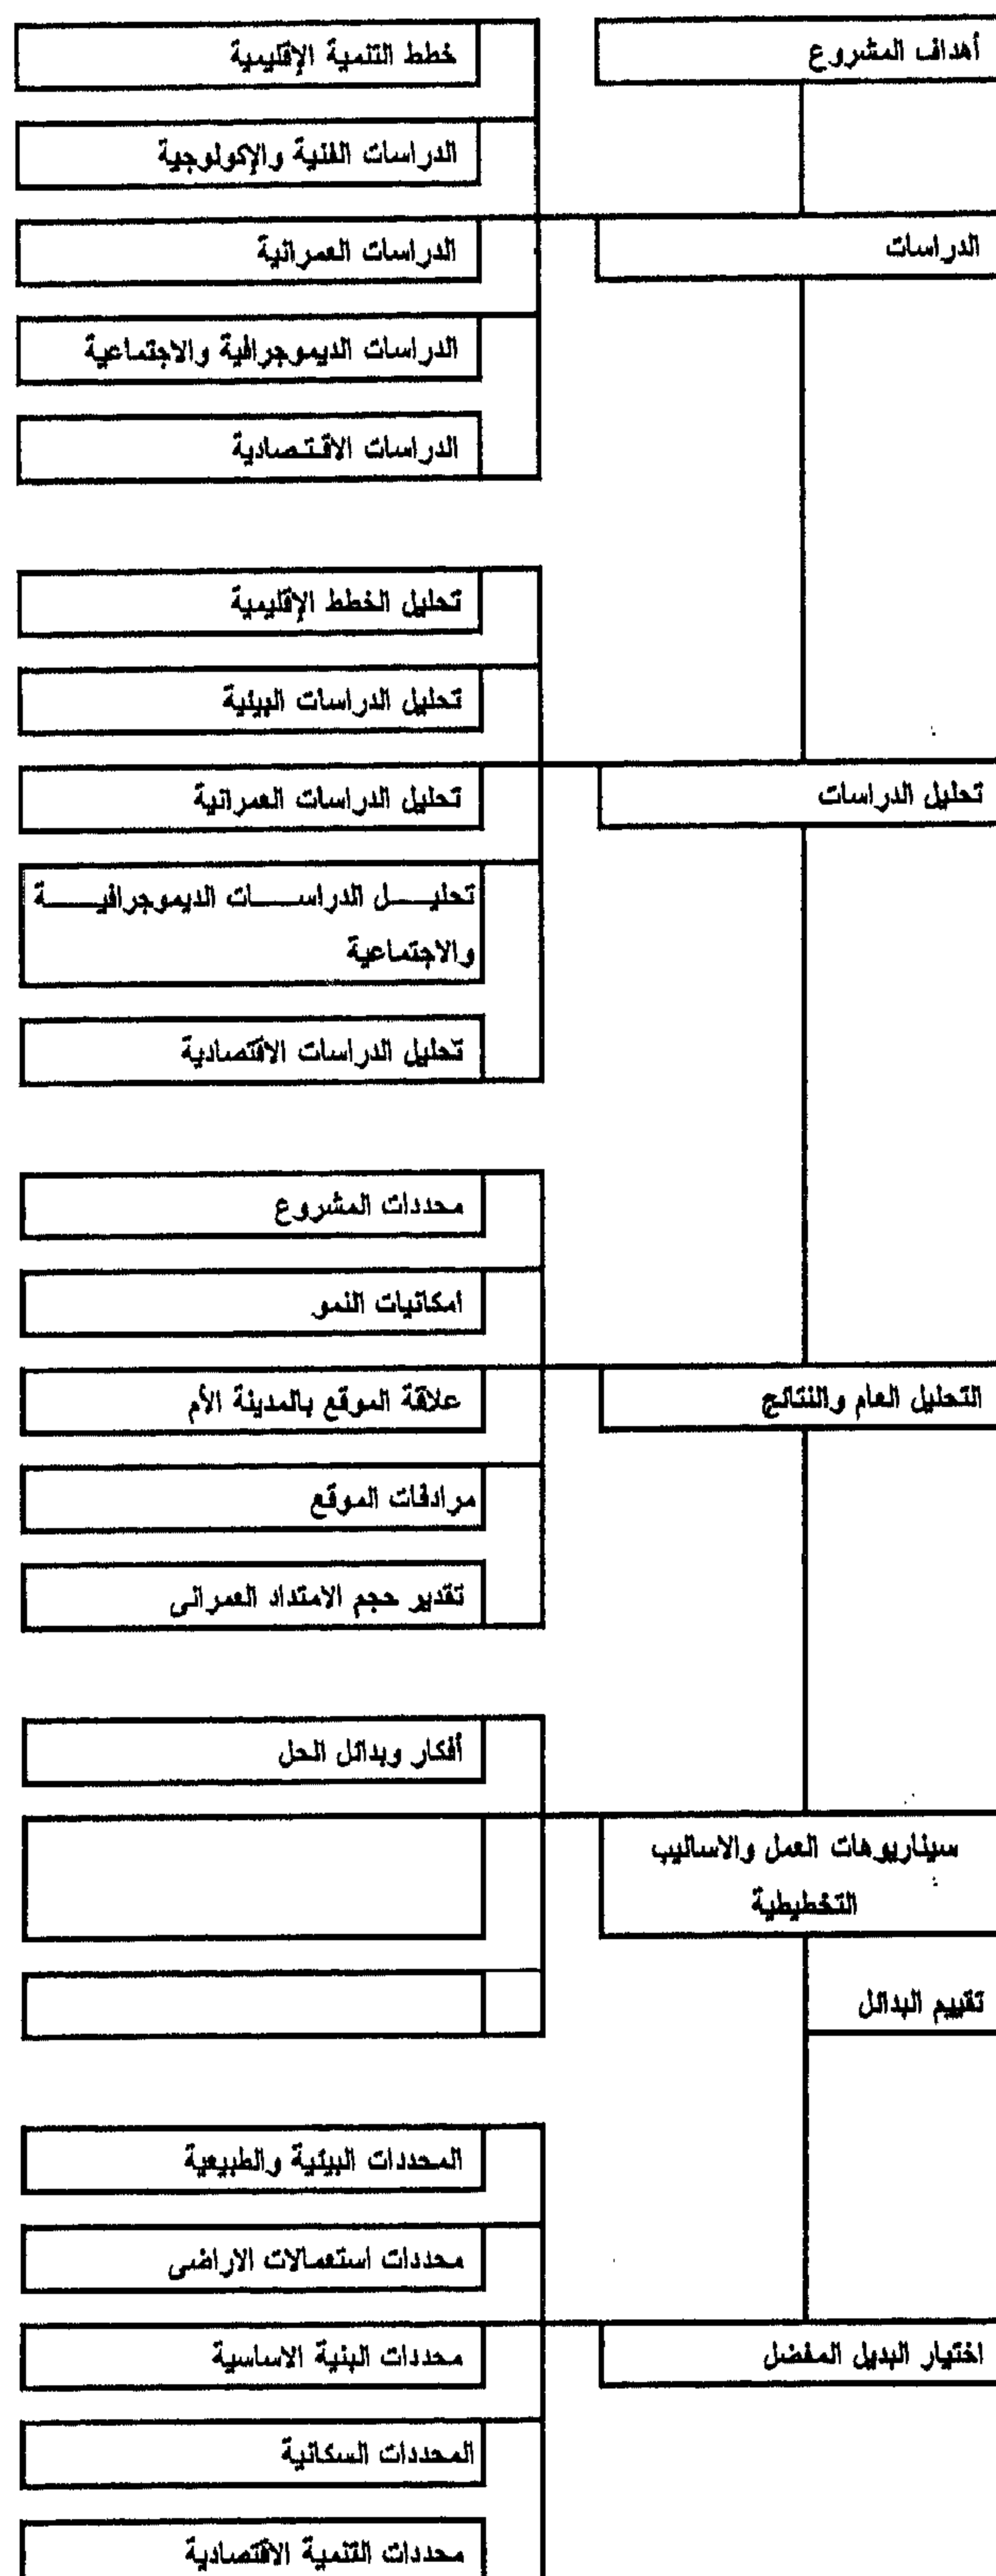 أهداف المشروع
خطط التنمية الإقليمية
الدراسات الفنية والإكولوجية
الدراسات
الدراسات العمرانية
الدراسات الديموجرافية والاجتماعية
الدراسات الاقتصادية
تحليل الخطط الإقليمية
تحليل الدراسات البيئية
تحليل الدراسات
تحليل الدراسات العمرانية
تحليـــل الدراســـــات الديموجرافيـــــة
والاجتماعية
تحليل الدراسات الاقتصادية
محددات المشروع
امكانيات النمو
التحليل العام والنتائج
علاقة الموقع بالمدينة الأم
مرادفات الموقع
تقدير حجم الامتداد العمرانى
أفكار وبدائل الحل
سيناريوهات العمل والاساليب
التخطيطية
تقييم البدائل
المحددات البيئية والطبيعية
محددات استعمالات الاراضى
اختيار البديل المفضل
محددات البنية الاساسية
المحددات السكانية
محددات التنمية الاقتصادية